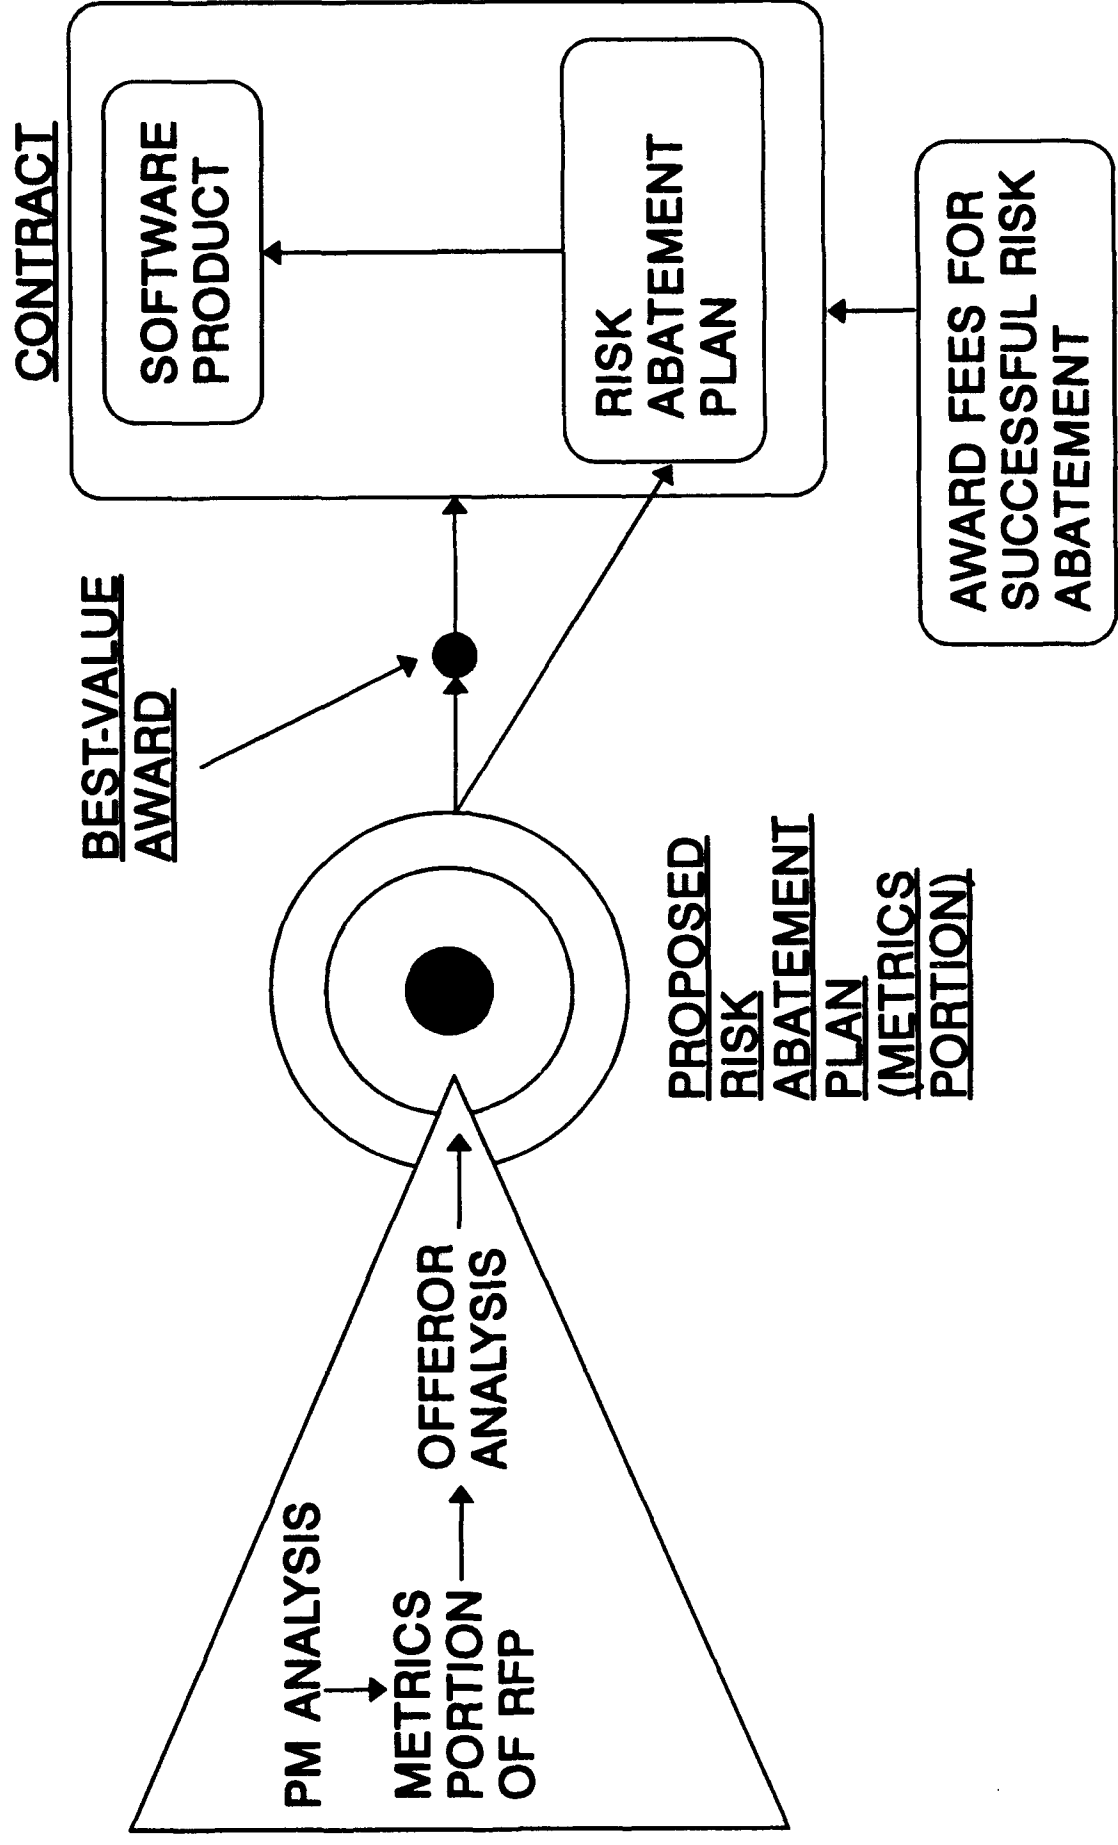 PM ANALYSIS
METRICS
PORTION
OF RFP
OFFEROR
ANALYSIS
PROPOSED
RISK
ABATEMENT
PLAN
(METRICS
PORTION)
BEST-VALUE
AWARD
CONTRACT
SOFTWARE
PRODUCT
RISK
ABATEMENT
PLAN
AWARD FEES FOR
SUCCESSFUL RISK
ABATEMENT